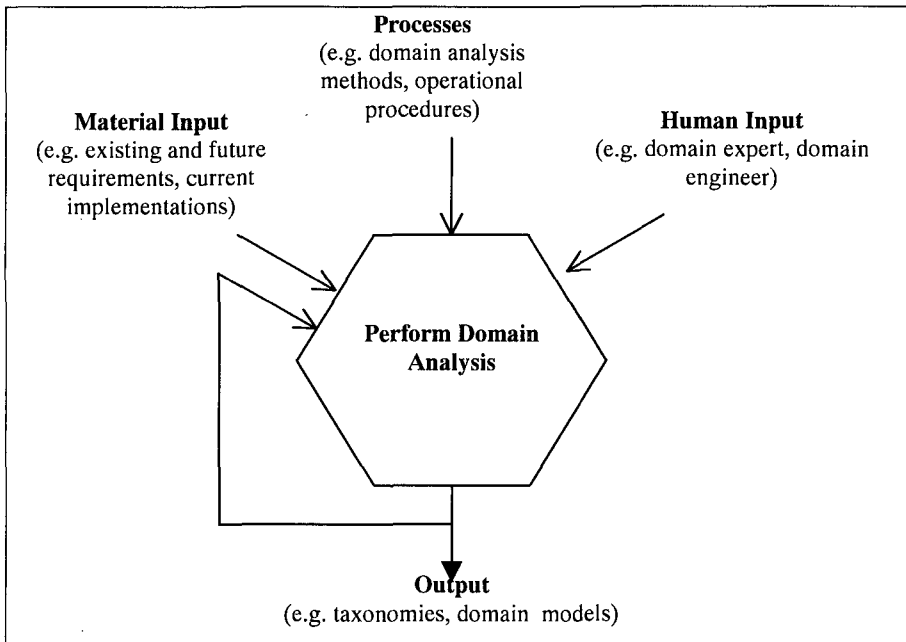 Processes
(e.g. domain analysis
methods, operational
procedures)
Material Input
(e.g. existing and future
requirements, current
implementations)
Human Input
(e.g. domain expert, domain
engineer)
Perform Domain
Analysis
Output
(e.g. taxonomies, domain models)